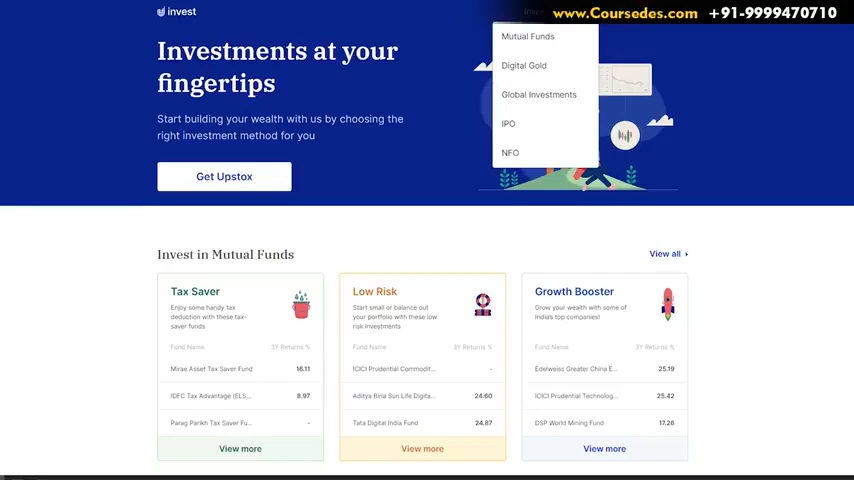 invest
www.Coursedes.com +91-9999470710
Mutual Funds
Digital Gold
Global Investments
IPO
NFO
Investments at your
fingertips
Start building your wealth with us by choosing the
right investment method for you
Get Upstox
Invest in Mutual Funds
View all
Tax Saver
Enjoy some handy tax
deduction with these tax-
saver funds
Fund Name 3Y Returns %
Mirae Asset Tax Saver Fund 16.11
IDFC Tax Advantage (ELS... 8.97
Parag Parikh Tax Saver Fu... -
View more
Low Risk
Start small or balance out
your portfolio with these low
risk investments
Fund Name 3Y Returns %
ICICI Prudential Commodit... -
Aditya Birla Sun Life Digita... 24.60
Tata Digital India Fund 24.87
View more
Growth Booster
Grow your wealth with some of
India's top companies!
Fund Name 3Y Returns %
Edelweiss Greater China E... 25.19
ICICI Prudential Technolog... 25.42
DSP World Mining Fund 17.26
View more